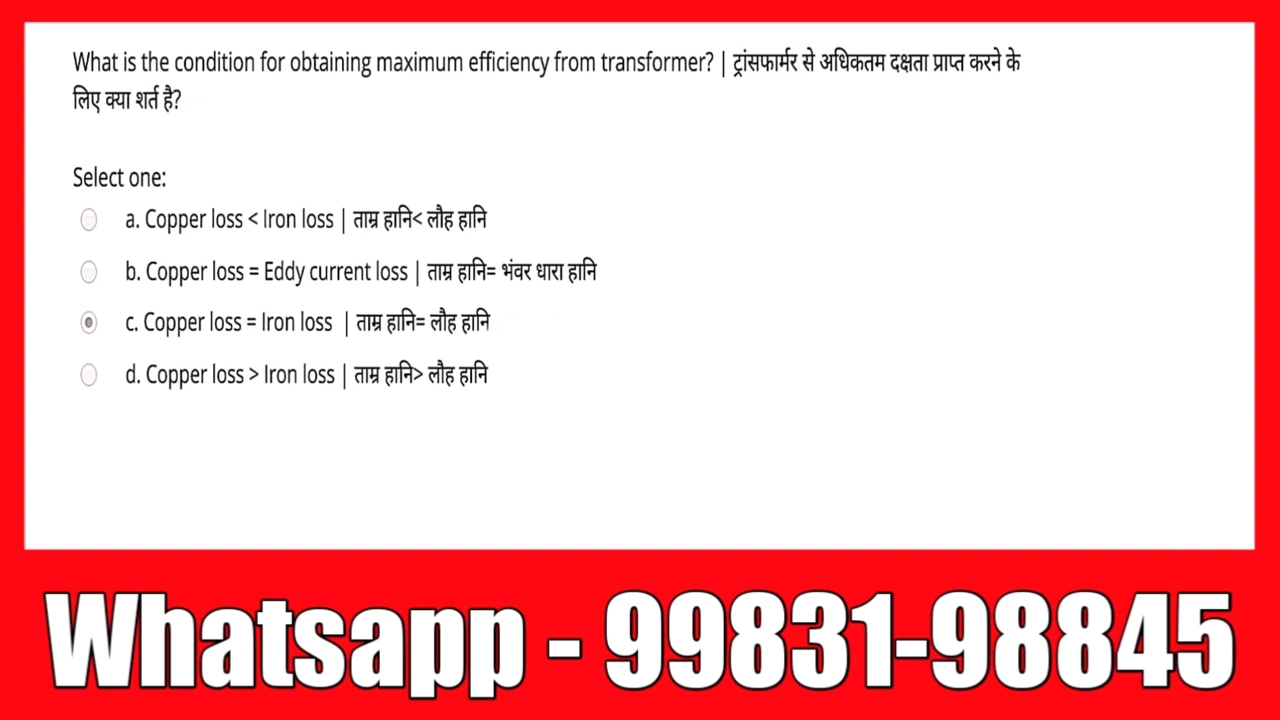 What is the condition for obtaining maximum efficiency from transformer? | ट्रांसफार्मर से अधिकतम दक्षता प्राप्त करने के
लिए क्या शर्त है?
Select one:
a. Copper loss < Iron loss | ताम्र हानि< लौह हानि
b. Copper loss = Eddy current loss | ताम्र हानि= भंवर धारा हानि
c. Copper loss = Iron loss | ताम्र हानि= लौह हानि
d. Copper loss > Iron loss | ताम्र हानि> लौह हानि
Whatsapp - 99831-98845